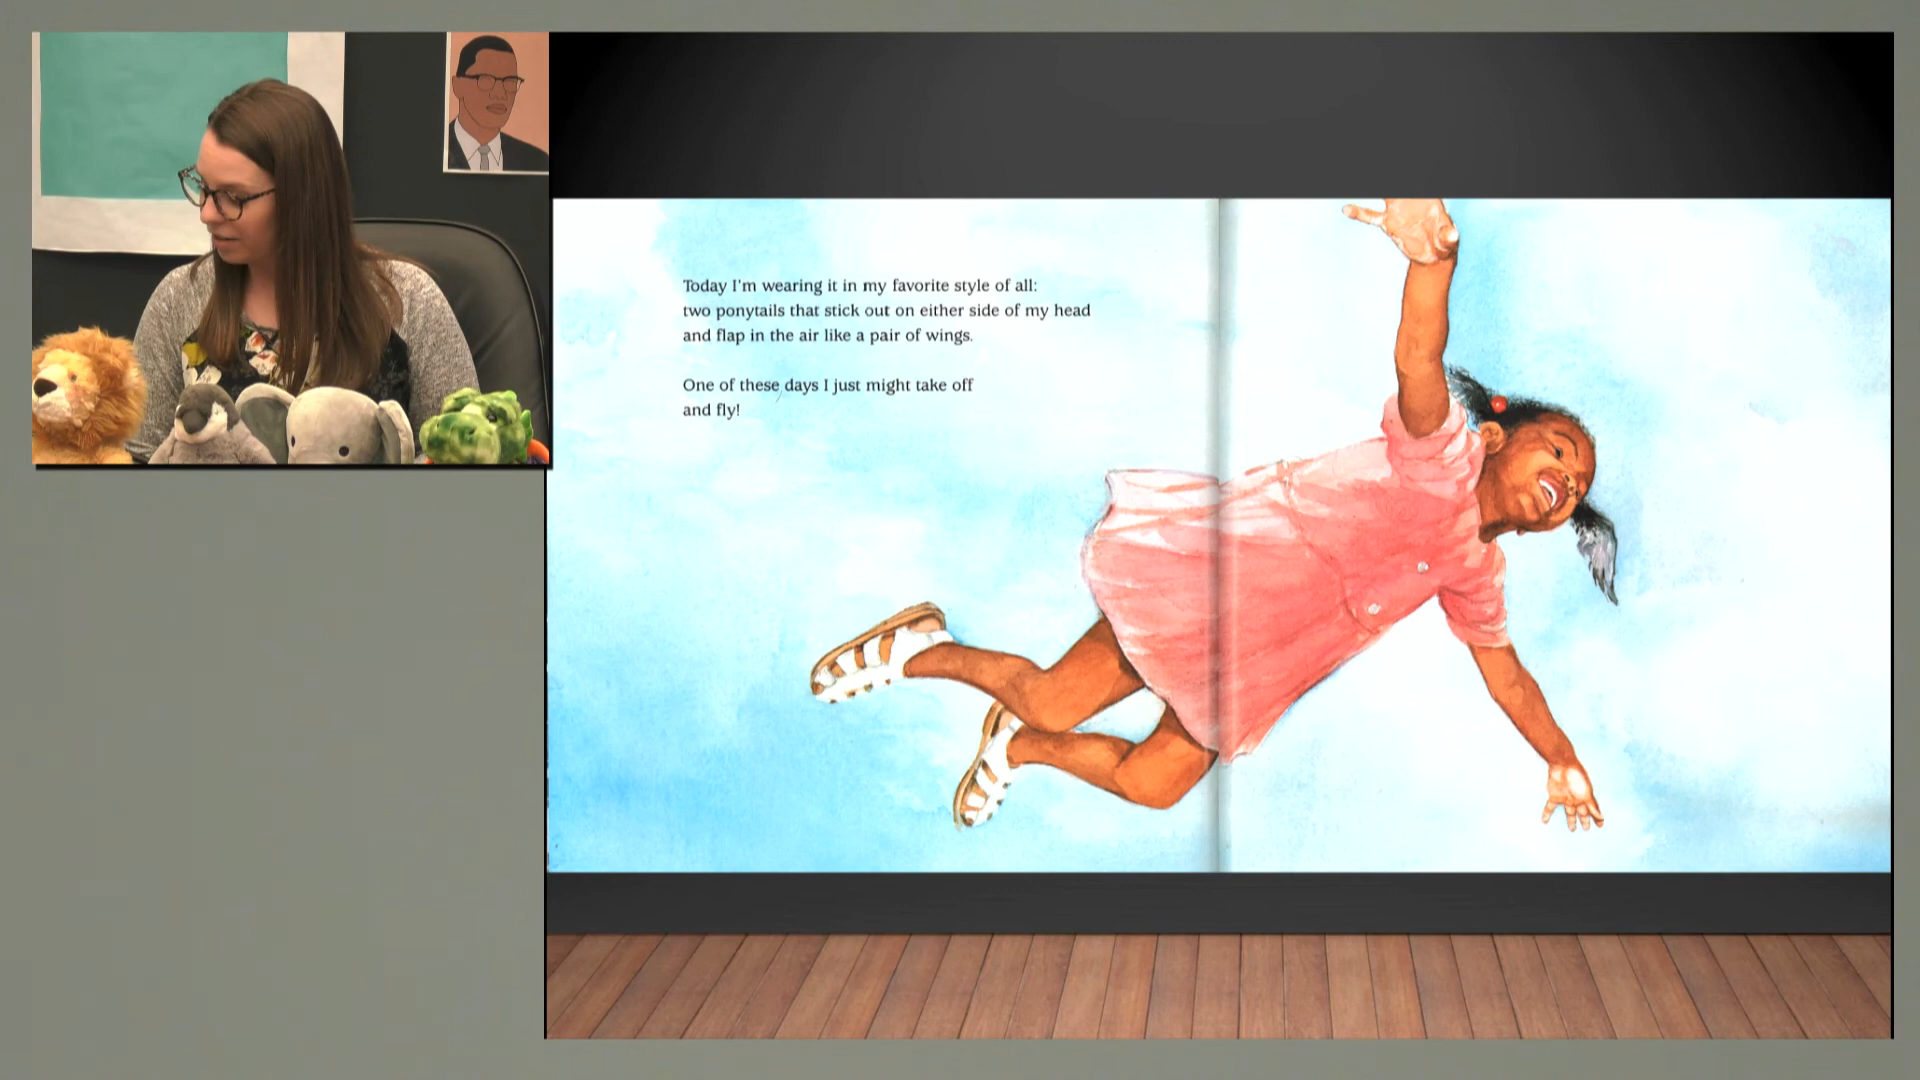 Today I'm wearing it in my favorite style of all:
two ponytails that stick out on either side of my head
and flap in the air like a pair of wings.
One of these days I just might take off
and fly!